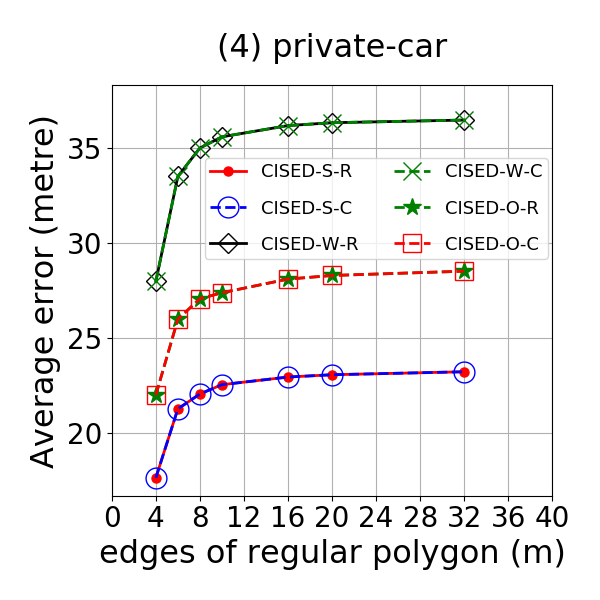 (4) private-car
Average error (metre)
35
30
25
20
CISED-S-R
CISED-S-C
CISED-W-R
CISED-W-C
CISED-O-R
CISED-O-C
0 4 8 12 16 20 24 28 32 36 40
edges of regular polygon (m)